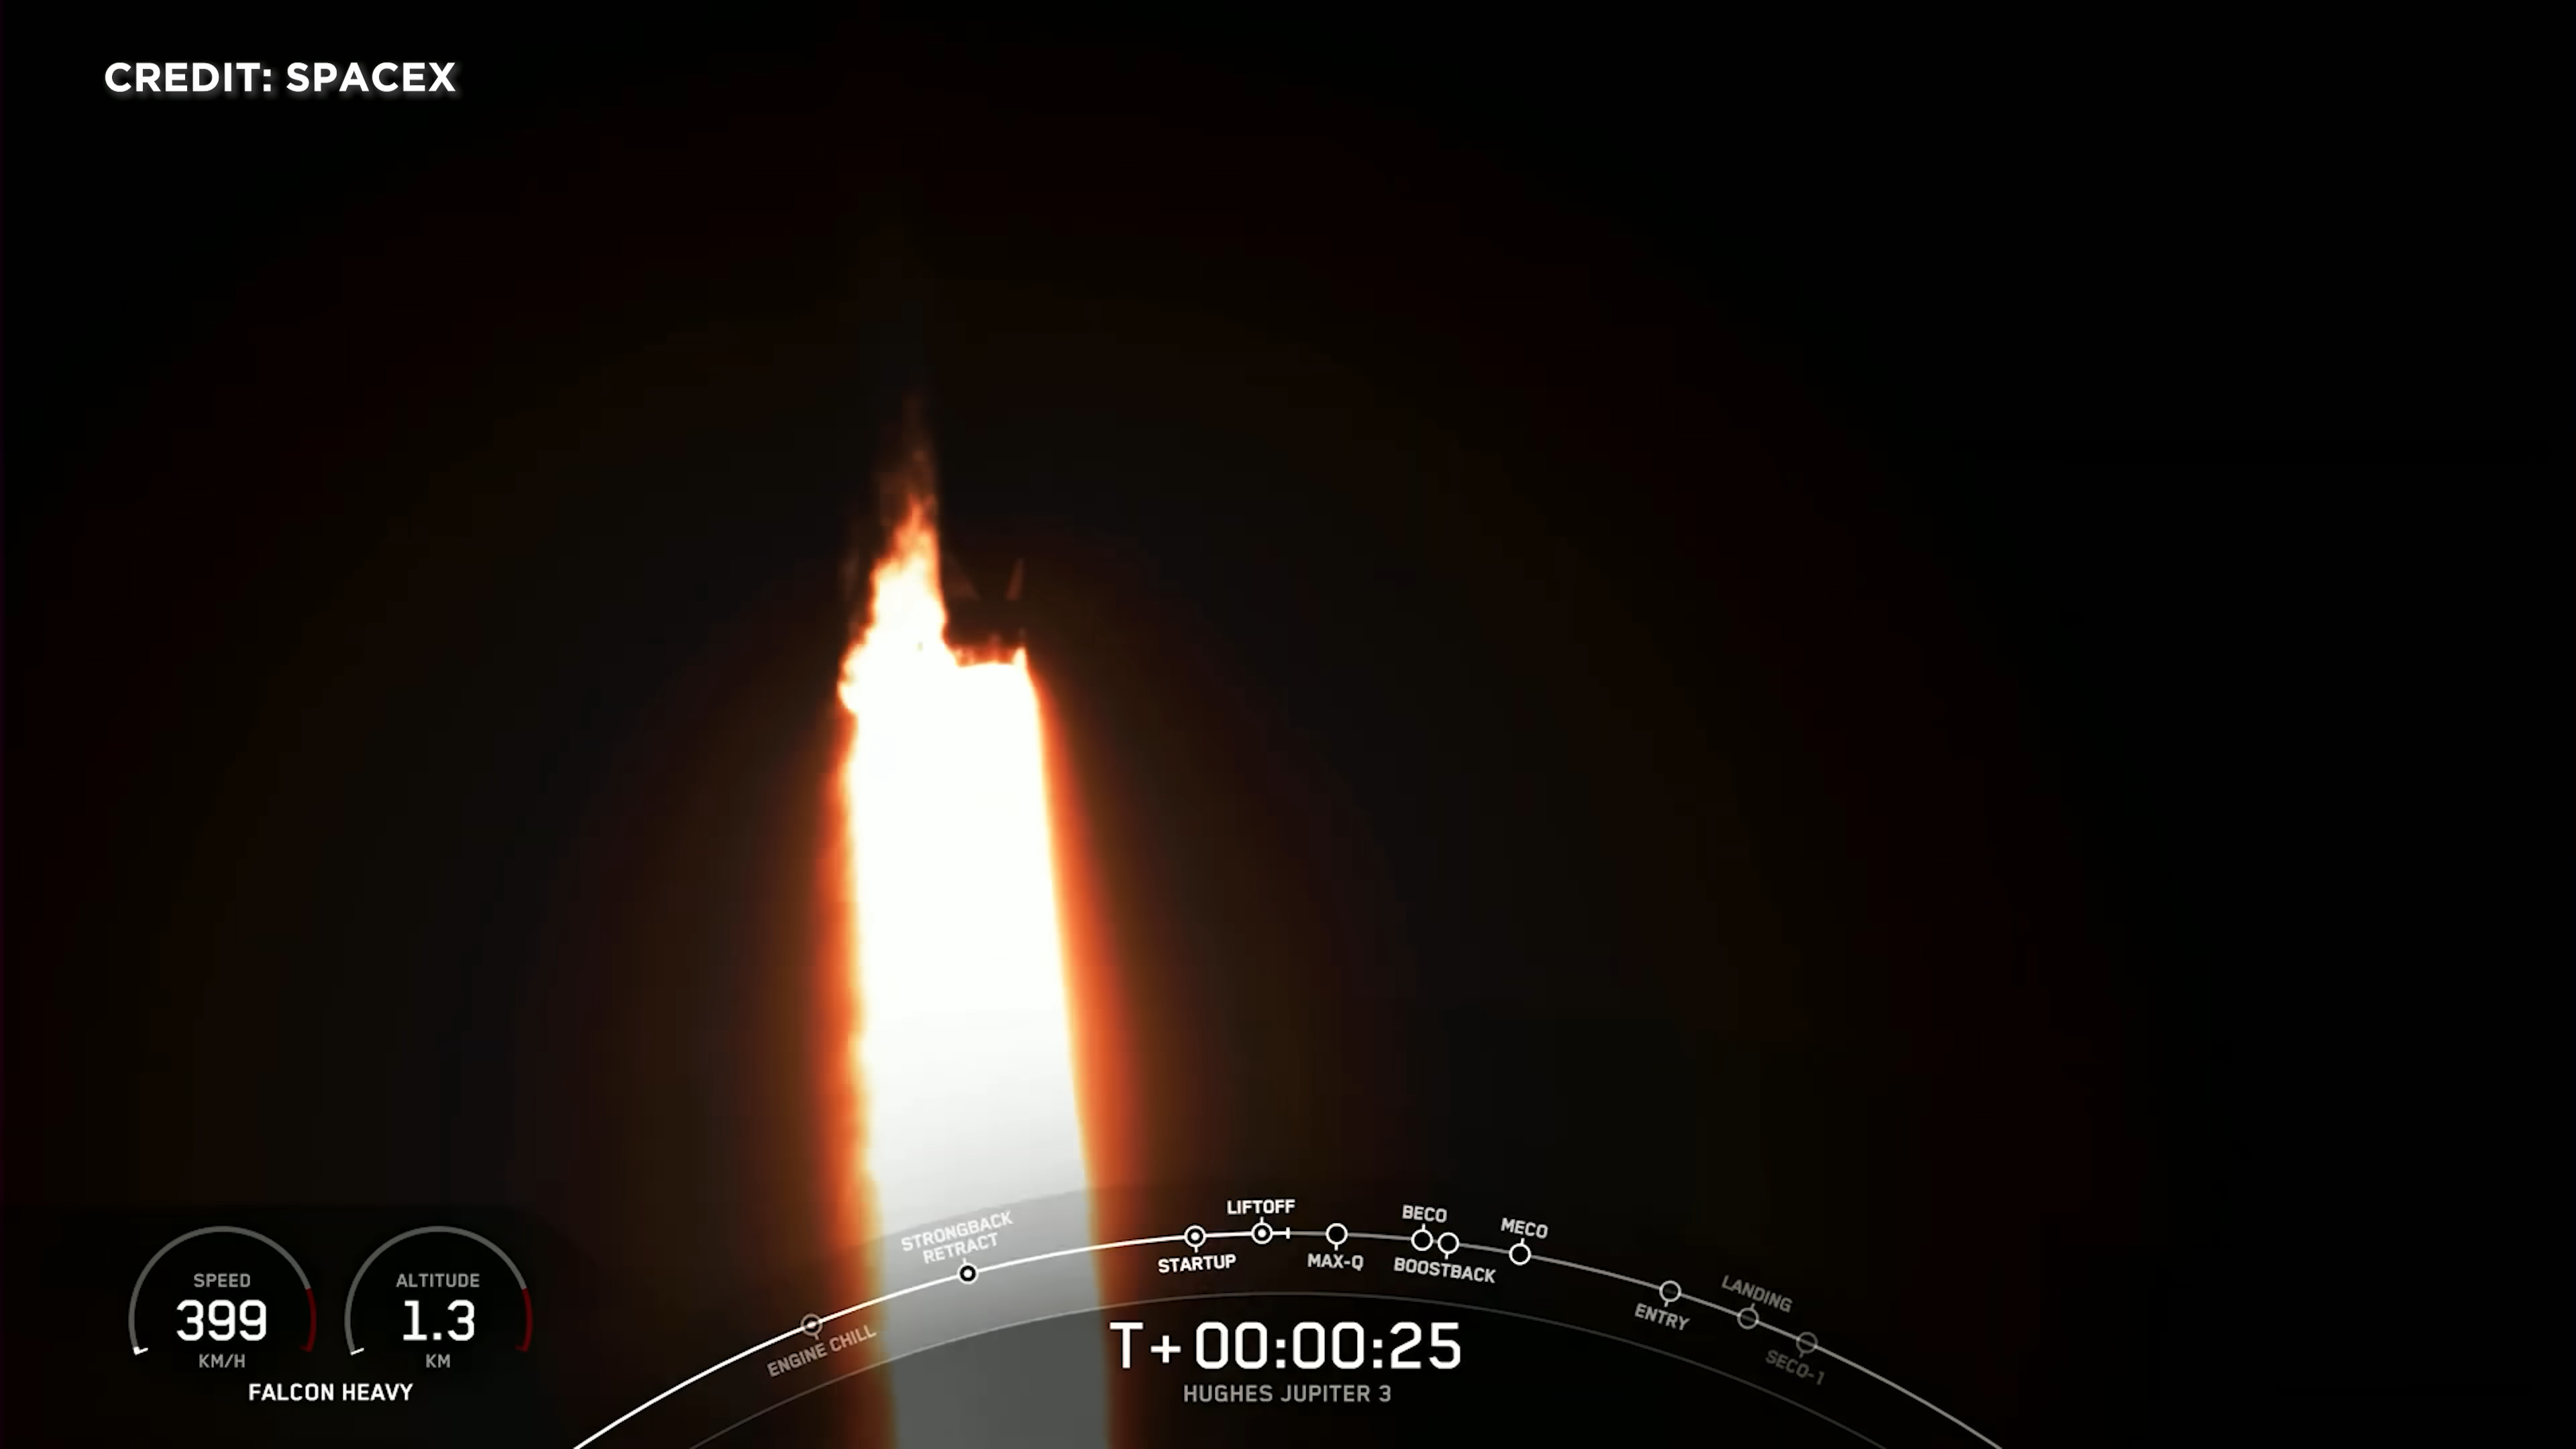 CREDIT: SPACEX
STRONGBACK
RETRACT
ENGINE CHILL
STARTUP
LIFTOFF
MAX-Q
BECO
BOOSTBACK
MECO
ENTRY
LANDING
SECO-1
SPEED
399
KM/H
ALTITUDE
1.3
KM
FALCON HEAVY
T+00:00:25
HUGHES JUPITER 3